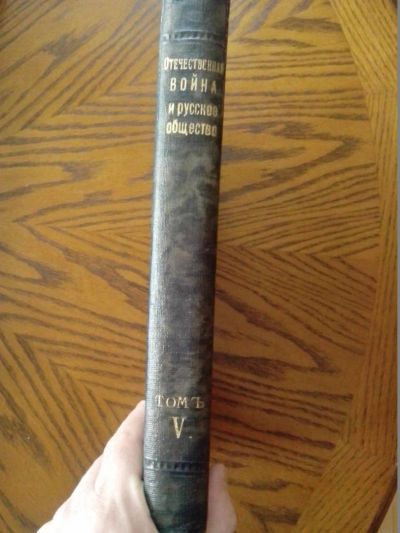 Отечественная
война
и русское
общество
томъ
V.